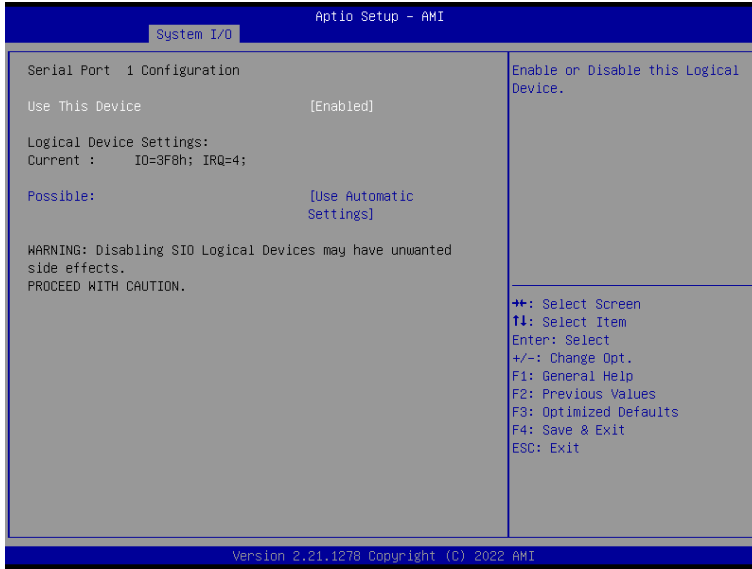 Aptio Setup – AMI
System I/O
Serial Port 1 Configuration
Use This Device [Enabled]
Logical Device Settings:
Current : IO=3F8h; IRQ=4;
Possible: [Use Automatic
Settings]
WARNING: Disabling SIO Logical Devices may have unwanted
side effects.
PROCEED WITH CAUTION.
Enable or Disable this Logical
Device.
→←: Select Screen
↑↓: Select Item
Enter: Select
+/-: Change Opt.
F1: General Help
F2: Previous Values
F3: Optimized Defaults
F4: Save & Exit
ESC: Exit
Version 2.21.1278 Copyright (C) 2022 AMI